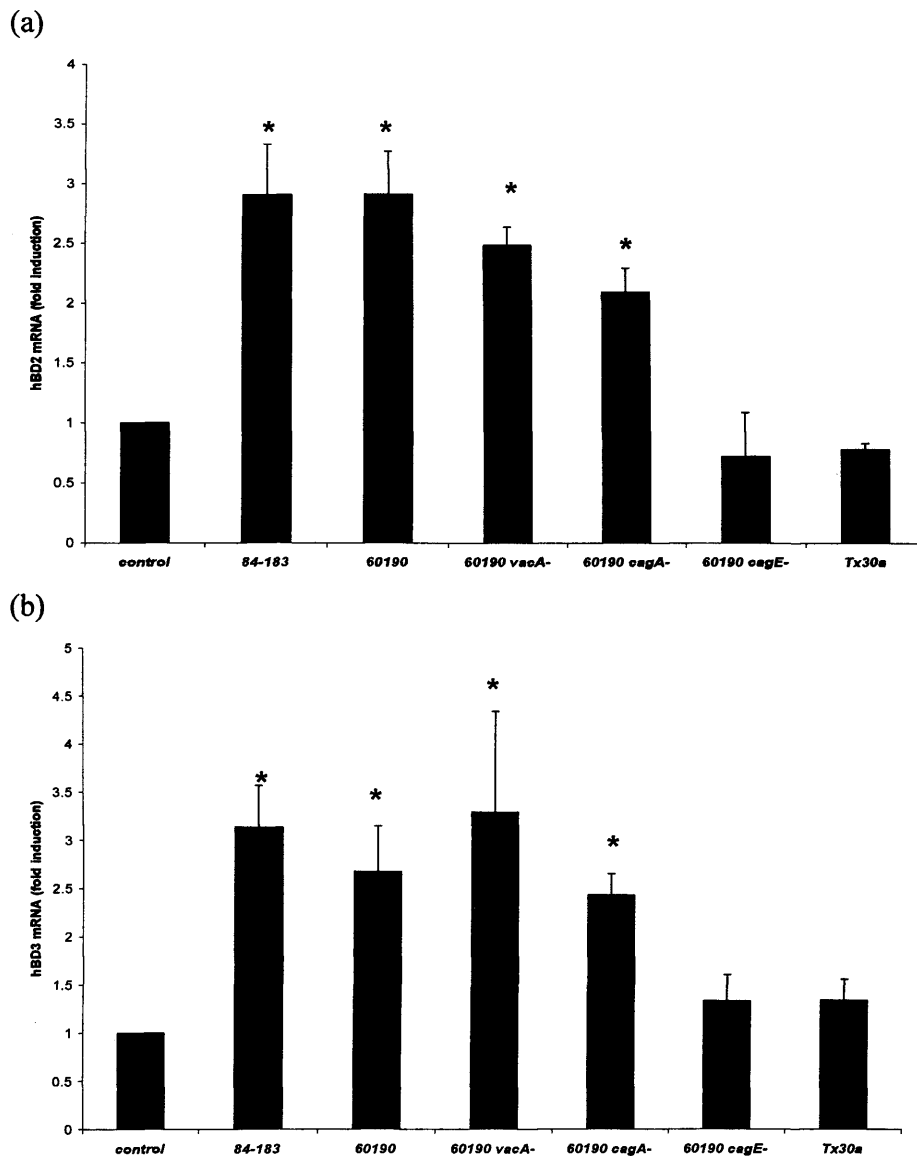 (a)
hBD2 mRNA (fold induction)
4
3.5
3
2.5
2
1.5
1
0.5
0
* * * *
control 84-183 60190 60190 vacA- 60190 cagA- 60190 cagE- Tx30a
(b)
hBD3 mRNA (fold induction)
5
4.5
4
3.5
3
2.5
2
1.5
1
0.5
0
* * * *
control 84-183 60190 60190 vacA- 60190 cagA- 60190 cagE- Tx30a